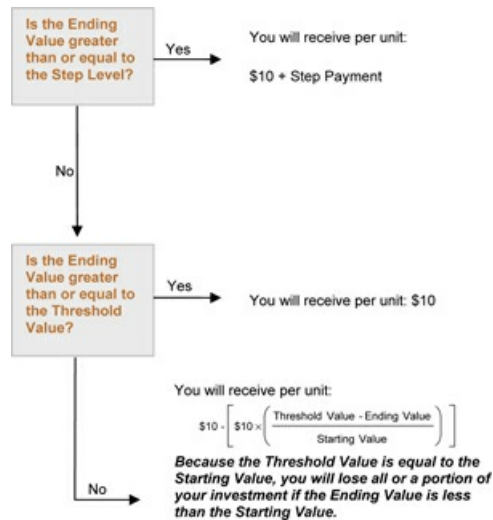 Is the Ending
Value greater
than or equal to
the Step Level?
Yes
You will receive per unit:
$10 + Step Payment
No
Is the Ending
Value greater
than or equal to
the Threshold
Value?
Yes
You will receive per unit: $10
No
You will receive per unit:
$10 - [ $10 × ( Threshold Value - Ending Value / Starting Value ) ]
Because the Threshold Value is equal to the
Starting Value, you will lose all or a portion of
your investment if the Ending Value is less
than the Starting Value.